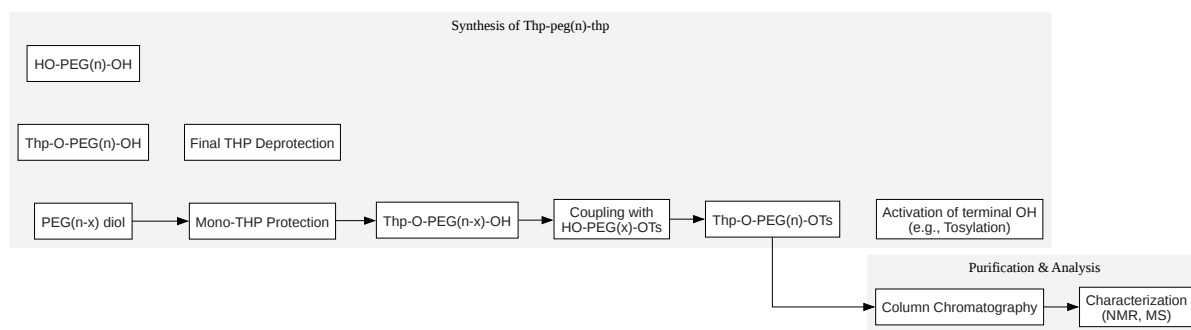 Synthesis of Thp-peg(n)-thp
HO-PEG(n)-OH
Thp-O-PEG(n)-OH
Final THP Deprotection
PEG(n-x) diol
Mono-THP Protection
Thp-O-PEG(n-x)-OH
Coupling with
HO-PEG(x)-OTs
Thp-O-PEG(n)-OTs
Activation of terminal OH
(e.g., Tosylation)
Purification & Analysis
Column Chromatography
Characterization
(NMR, MS)